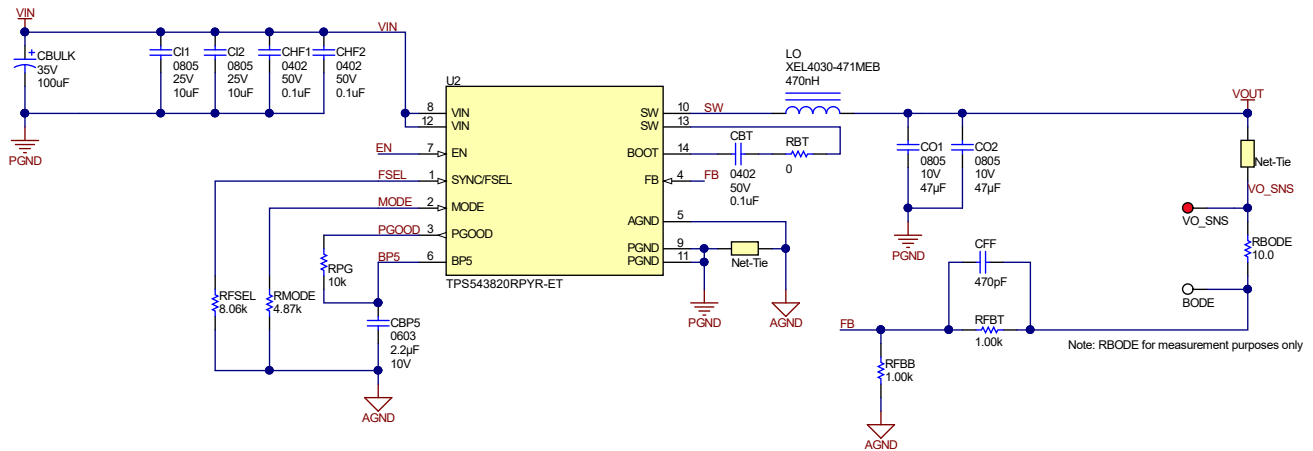 VIN
VIN
+
CBULK
35V
100uF
CI1
0805
25V
10uF
CI2
0805
25V
10uF
CHF1
0402
50V
0.1uF
CHF2
0402
50V
0.1uF
PGND
U2
8
VIN
12
VIN
EN
7
EN
FSEL
1
SYNC/FSEL
MODE
2
MODE
PGOOD
3
PGOOD
BP5
6
BP5
SW
10
SW
SW
13
BOOT
14
FB
4
FB
AGND
5
PGND
9
PGND
11
TPS543820RPYR-ET
RFSEL
8.06k
RMODE
4.87k
RPG
10k
CBP5
0603
2.2µF
10V
AGND
LO
XEL4030-471MEB
470nH
CBT
0402
50V
0.1uF
RBT
0
Net-Tie
PGND
AGND
CO1
0805
10V
47µF
CO2
0805
10V
47µF
PGND
VOUT
Net-Tie
VO_SNS
VO_SNS
RBODE
10.0
BODE
CFF
470pF
FB
RFBT
1.00k
RFBB
1.00k
AGND
Note: RBODE for measurement purposes only